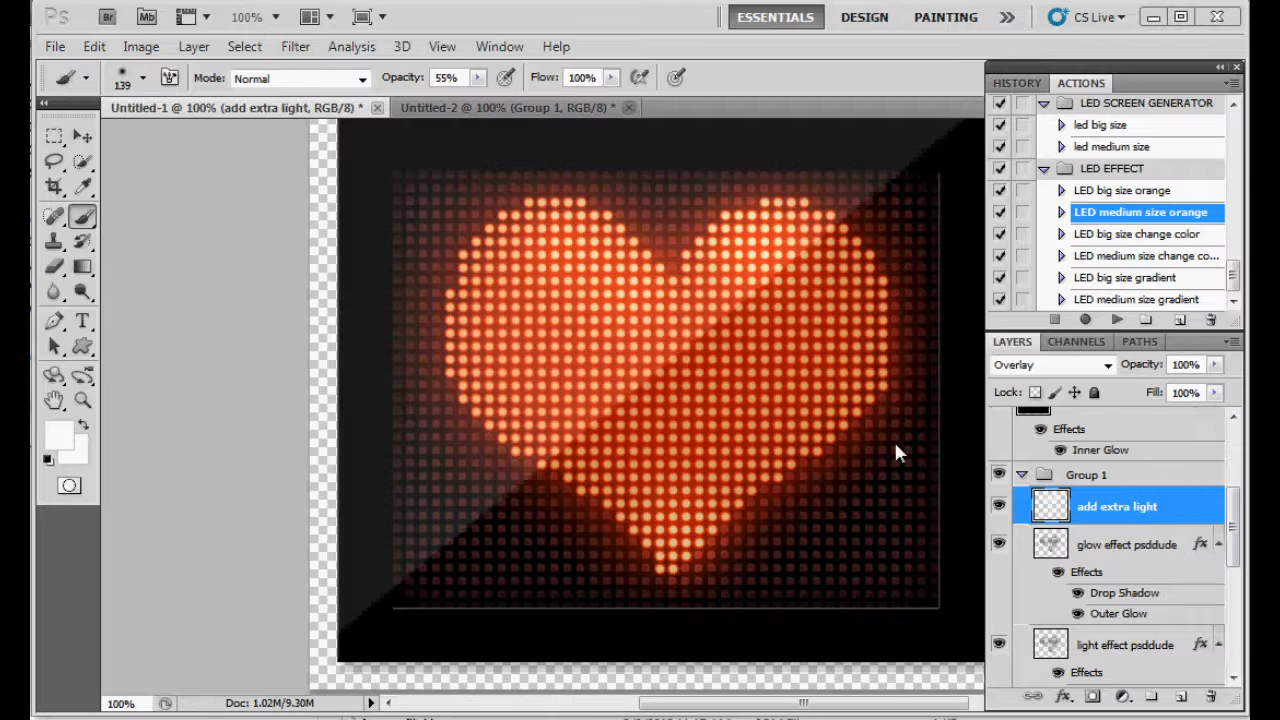 Ps Br Mb 100% ESSENTIALS DESIGN PAINTING CS Live
File Edit Image Layer Select Filter Analysis 3D View Window Help
139 Mode: Normal Opacity: 55% Flow: 100%
Untitled-1 @ 100% (add extra light, RGB/8) * Untitled-2 @ 100% (Group 1, RGB/8) *
HISTORY ACTIONS
LED SCREEN GENERATOR
led big size
led medium size
LED EFFECT
LED big size orange
LED medium size orange
LED big size change color
LED medium size change co...
LED big size gradient
LED medium size gradient
LAYERS CHANNELS PATHS
Overlay Opacity: 100%
Lock: Fill: 100%
Effects
Inner Glow
Group 1
add extra light
glow effect psddude fx
Effects
Drop Shadow
Outer Glow
light effect psddude fx
Effects
100% Doc: 1.02M/9.30M